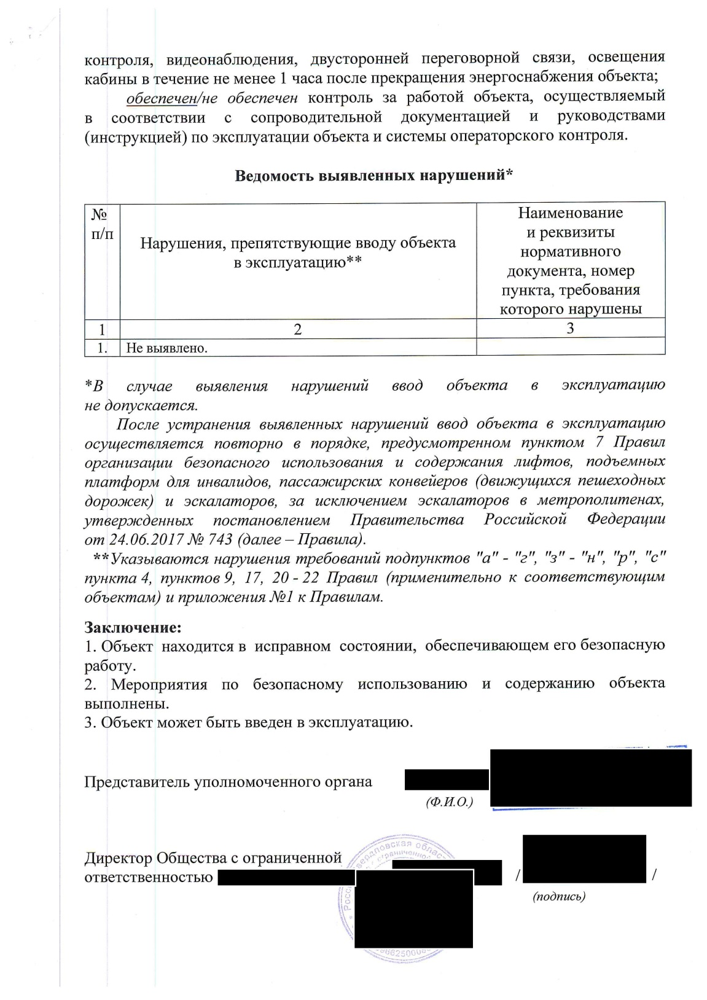 контроля, видеонаблюдения, двусторонней переговорной связи, освещения
кабины в течение не менее 1 часа после прекращения энергоснабжения объекта;
обеспечен/не обеспечен контроль за работой объекта, осуществляемый
в соответствии с сопроводительной документацией и руководствами
(инструкцией) по эксплуатации объекта и системы операторского контроля.
Ведомость выявленных нарушений*
№
п/п
Нарушения, препятствующие вводу объекта
в эксплуатацию**
Наименование
и реквизиты
нормативного
документа, номер
пункта, требования
которого нарушены
1 2 3
1. Не выявлено.
*В случае выявления нарушений ввод объекта в эксплуатацию
не допускается.
После устранения выявленных нарушений ввод объекта в эксплуатацию
осуществляется повторно в порядке, предусмотренном пунктом 7 Правил
организации безопасного использования и содержания лифтов, подъемных
платформ для инвалидов, пассажирских конвейеров (движущихся пешеходных
дорожек) и эскалаторов, за исключением эскалаторов в метрополитенах,
утвержденных постановлением Правительства Российской Федерации
от 24.06.2017 № 743 (далее – Правила).
**Указываются нарушения требований подпунктов "а" - "г", "з" - "н", "р", "с"
пункта 4, пунктов 9, 17, 20 - 22 Правил (применительно к соответствующим
объектам) и приложения №1 к Правилам.
Заключение:
1. Объект находится в исправном состоянии, обеспечивающем его безопасную
работу.
2. Мероприятия по безопасному использованию и содержанию объекта
выполнены.
3. Объект может быть введен в эксплуатацию.
Представитель уполномоченного органа
(Ф.И.О.)
Директор Общества с ограниченной
ответственностью / /
(подпись)